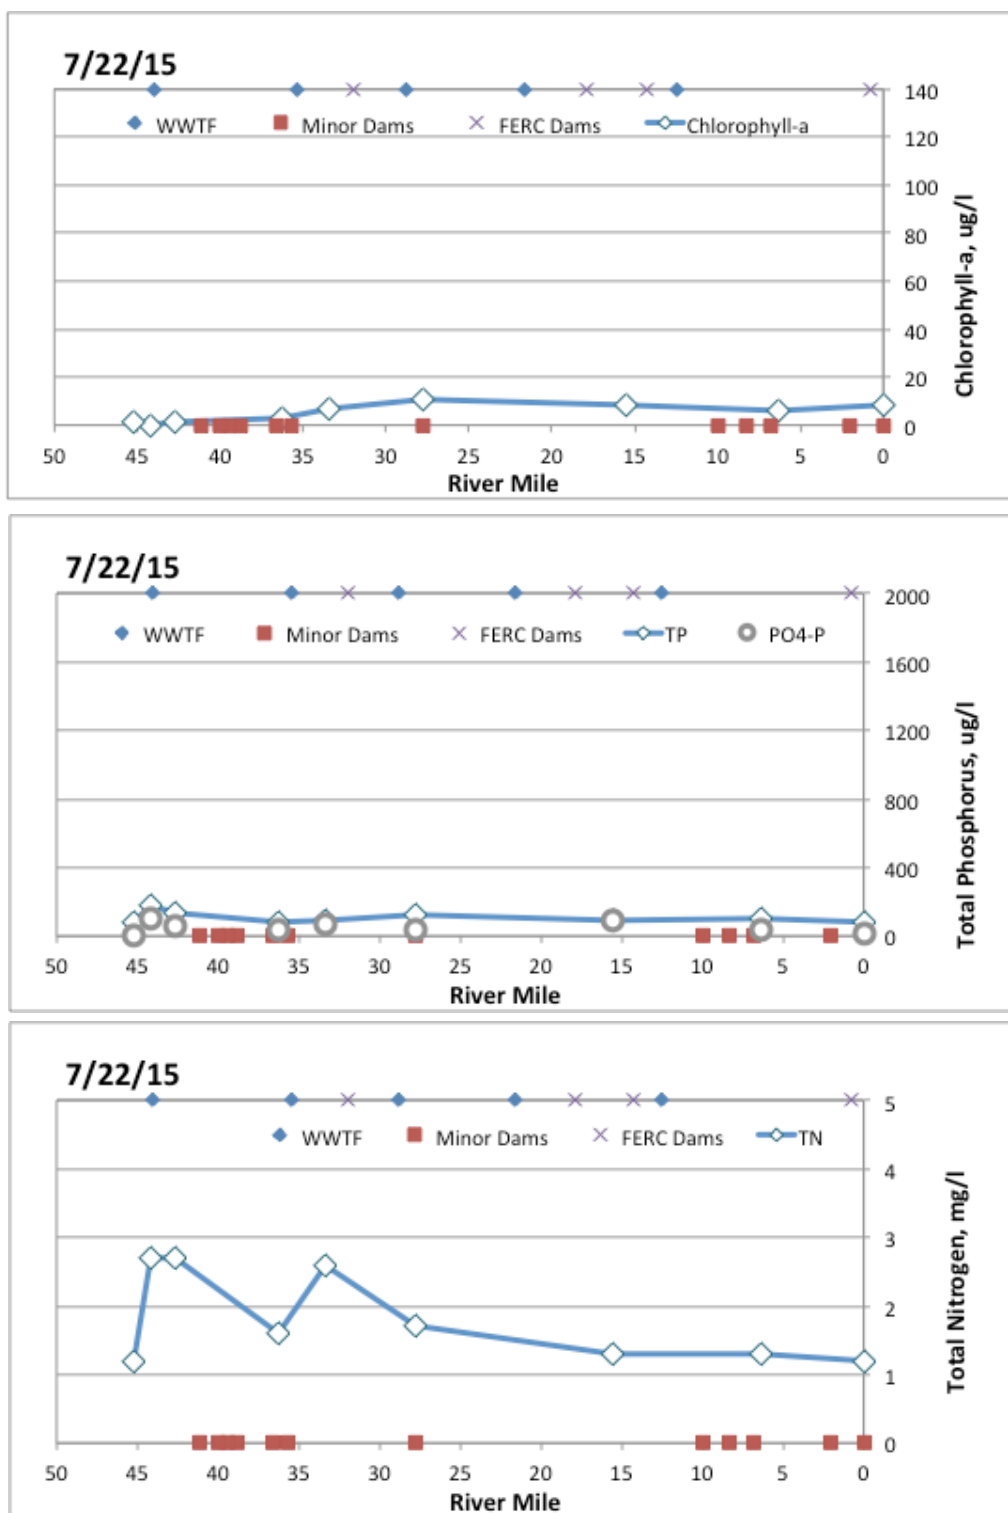 7/22/15
140
WWTF Minor Dams FERC Dams Chlorophyll-a
120
100
80
60
40
20
0
Chlorophyll-a, ug/l
50 45 40 35 30 25 20 15 10 5 0
River Mile
7/22/15
2000
WWTF Minor Dams FERC Dams TP PO4-P
1600
1200
800
400
0
Total Phosphorus, ug/l
50 45 40 35 30 25 20 15 10 5 0
River Mile
7/22/15
5
WWTF Minor Dams FERC Dams TN
4
3
2
1
0
Total Nitrogen, mg/l
50 45 40 35 30 25 20 15 10 5 0
River Mile